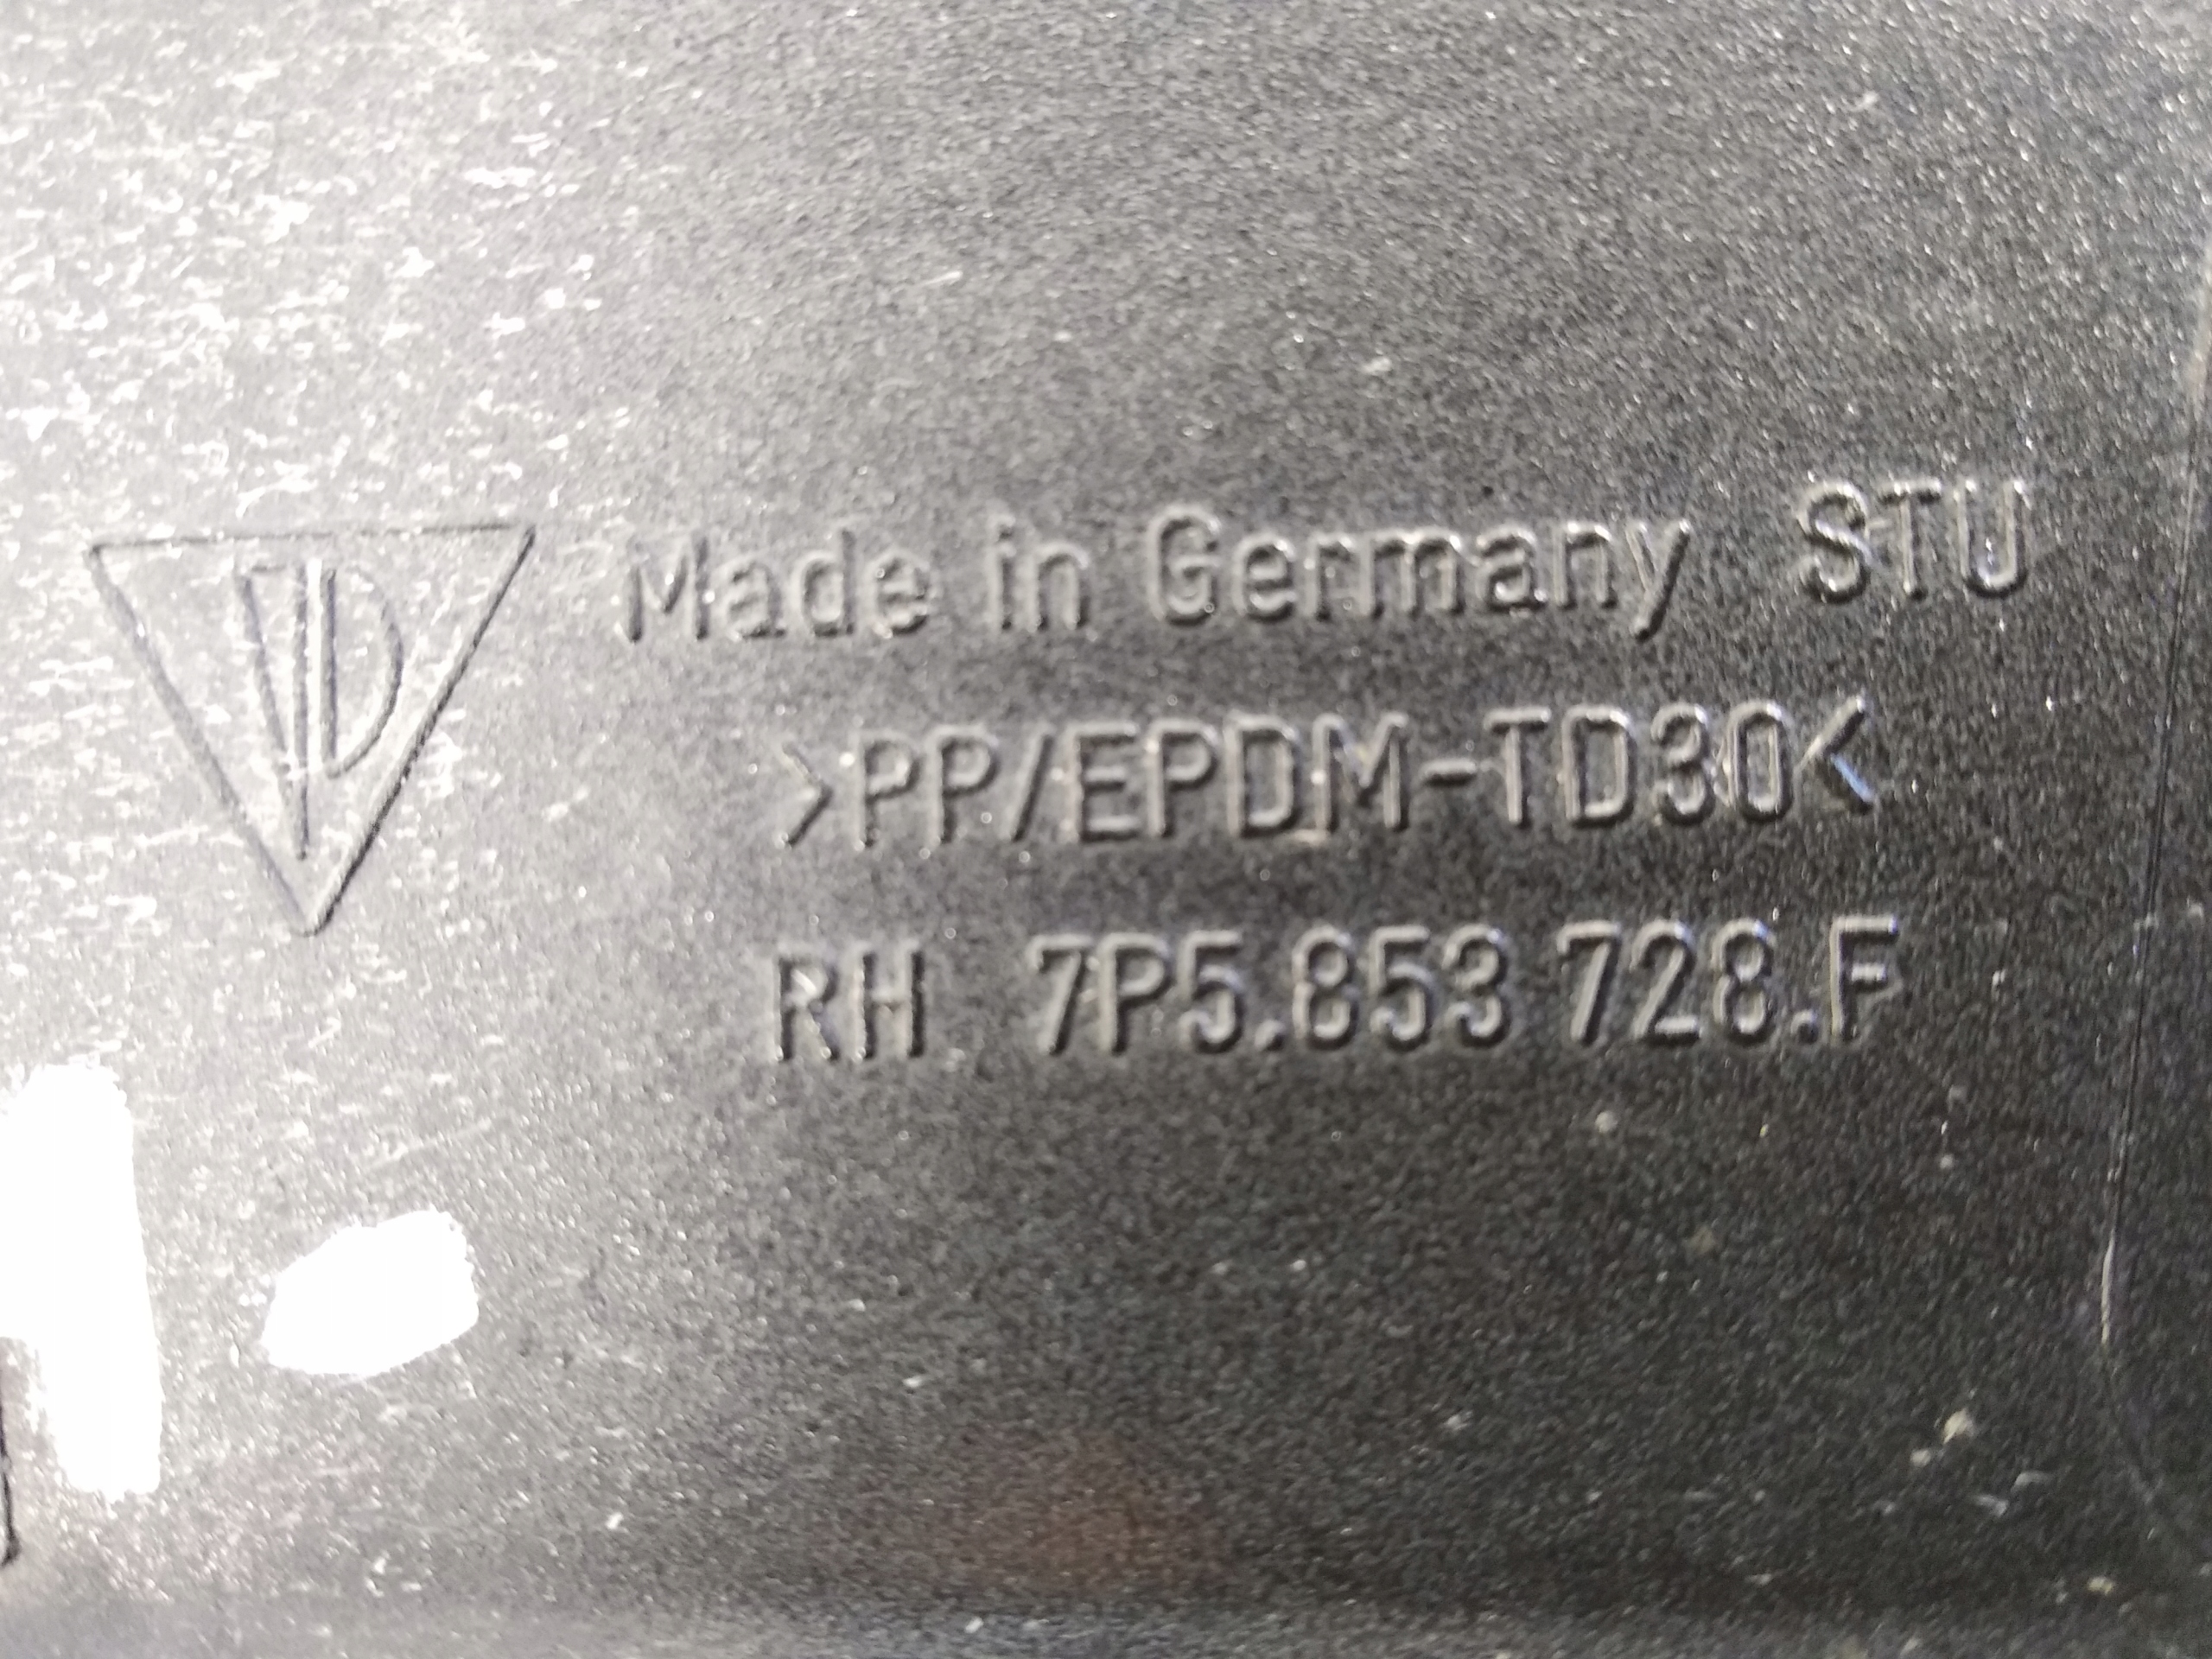 Made in Germany STU
>PP/EPDM-TD30<
RH 7P5.853 728.F